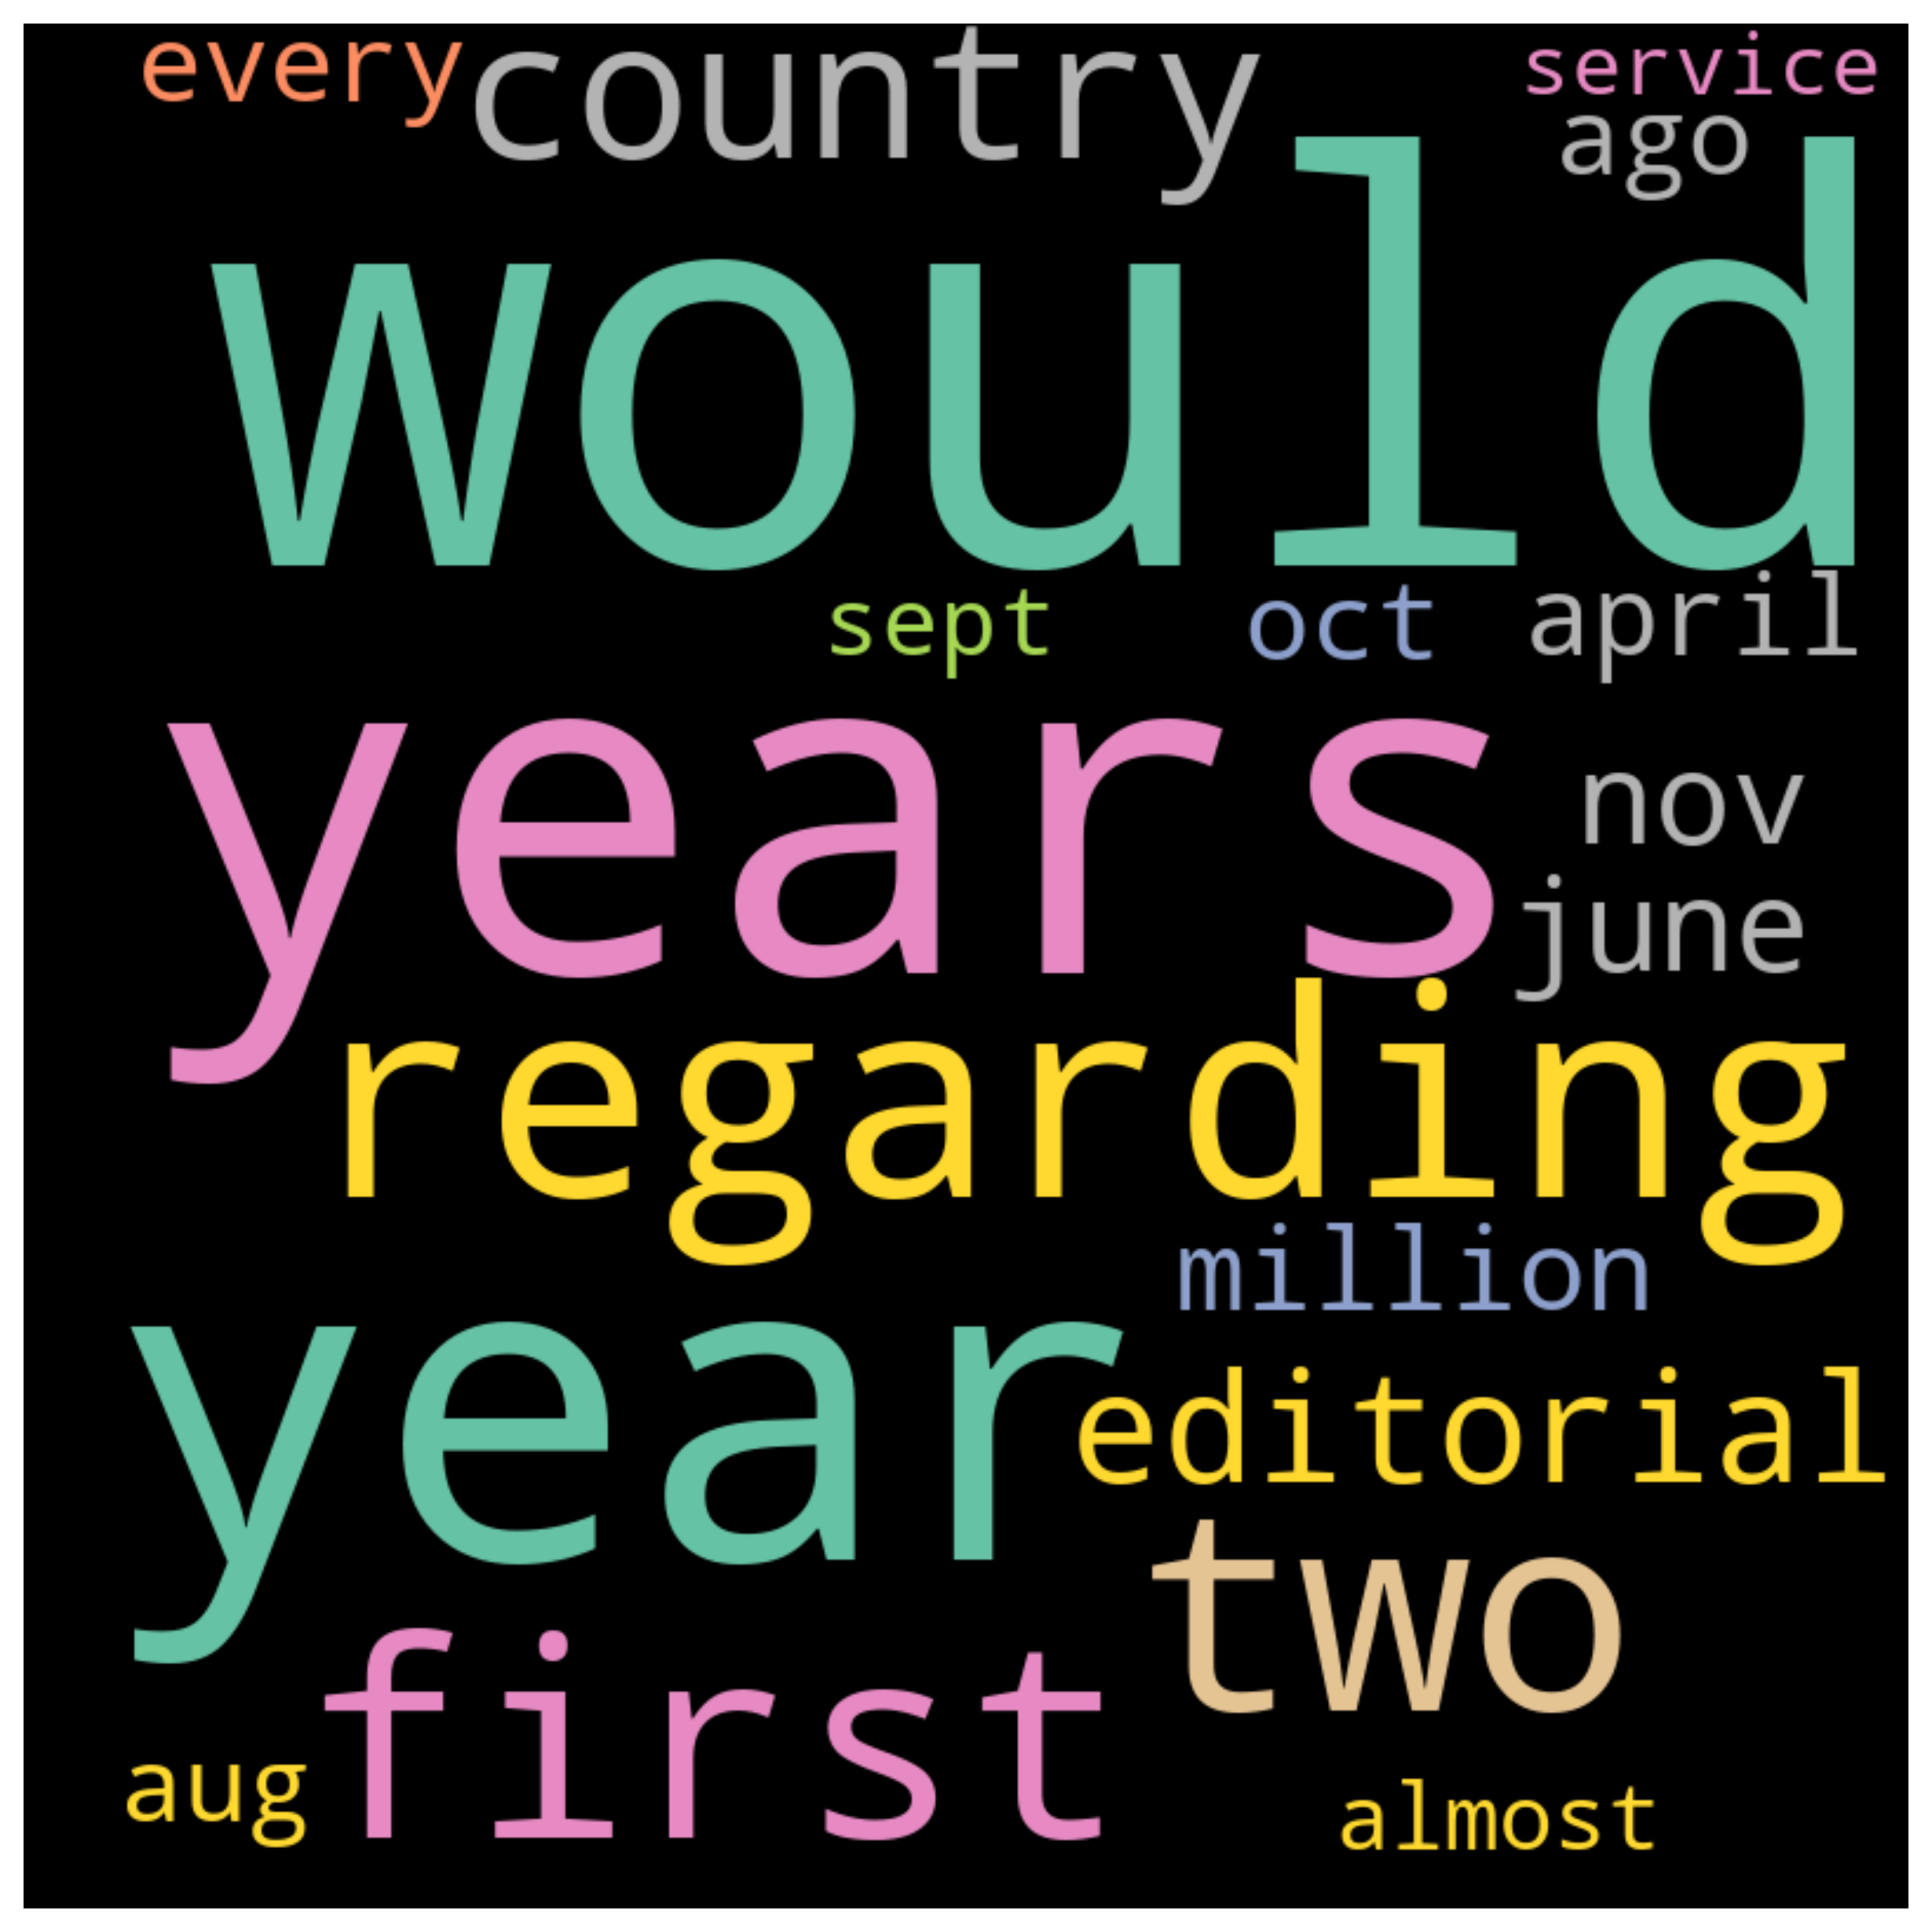 every country service
ago
would
sept oct april
years
nov
june
regarding
million
year
editorial
two
first
aug
almost